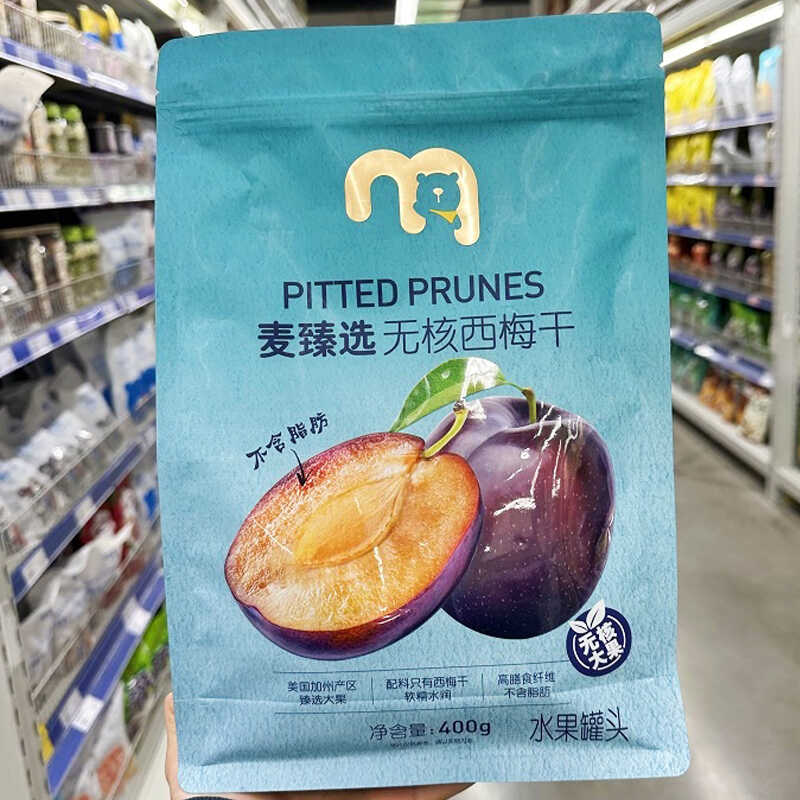 PITTED PRUNES
麦臻选 无核西梅干
不含脂肪
无核
大果
美国加州产区
臻选大果
配料只有西梅干
软糯水润
高膳食纤维
不含脂肪
净含量: 400g
水果罐头